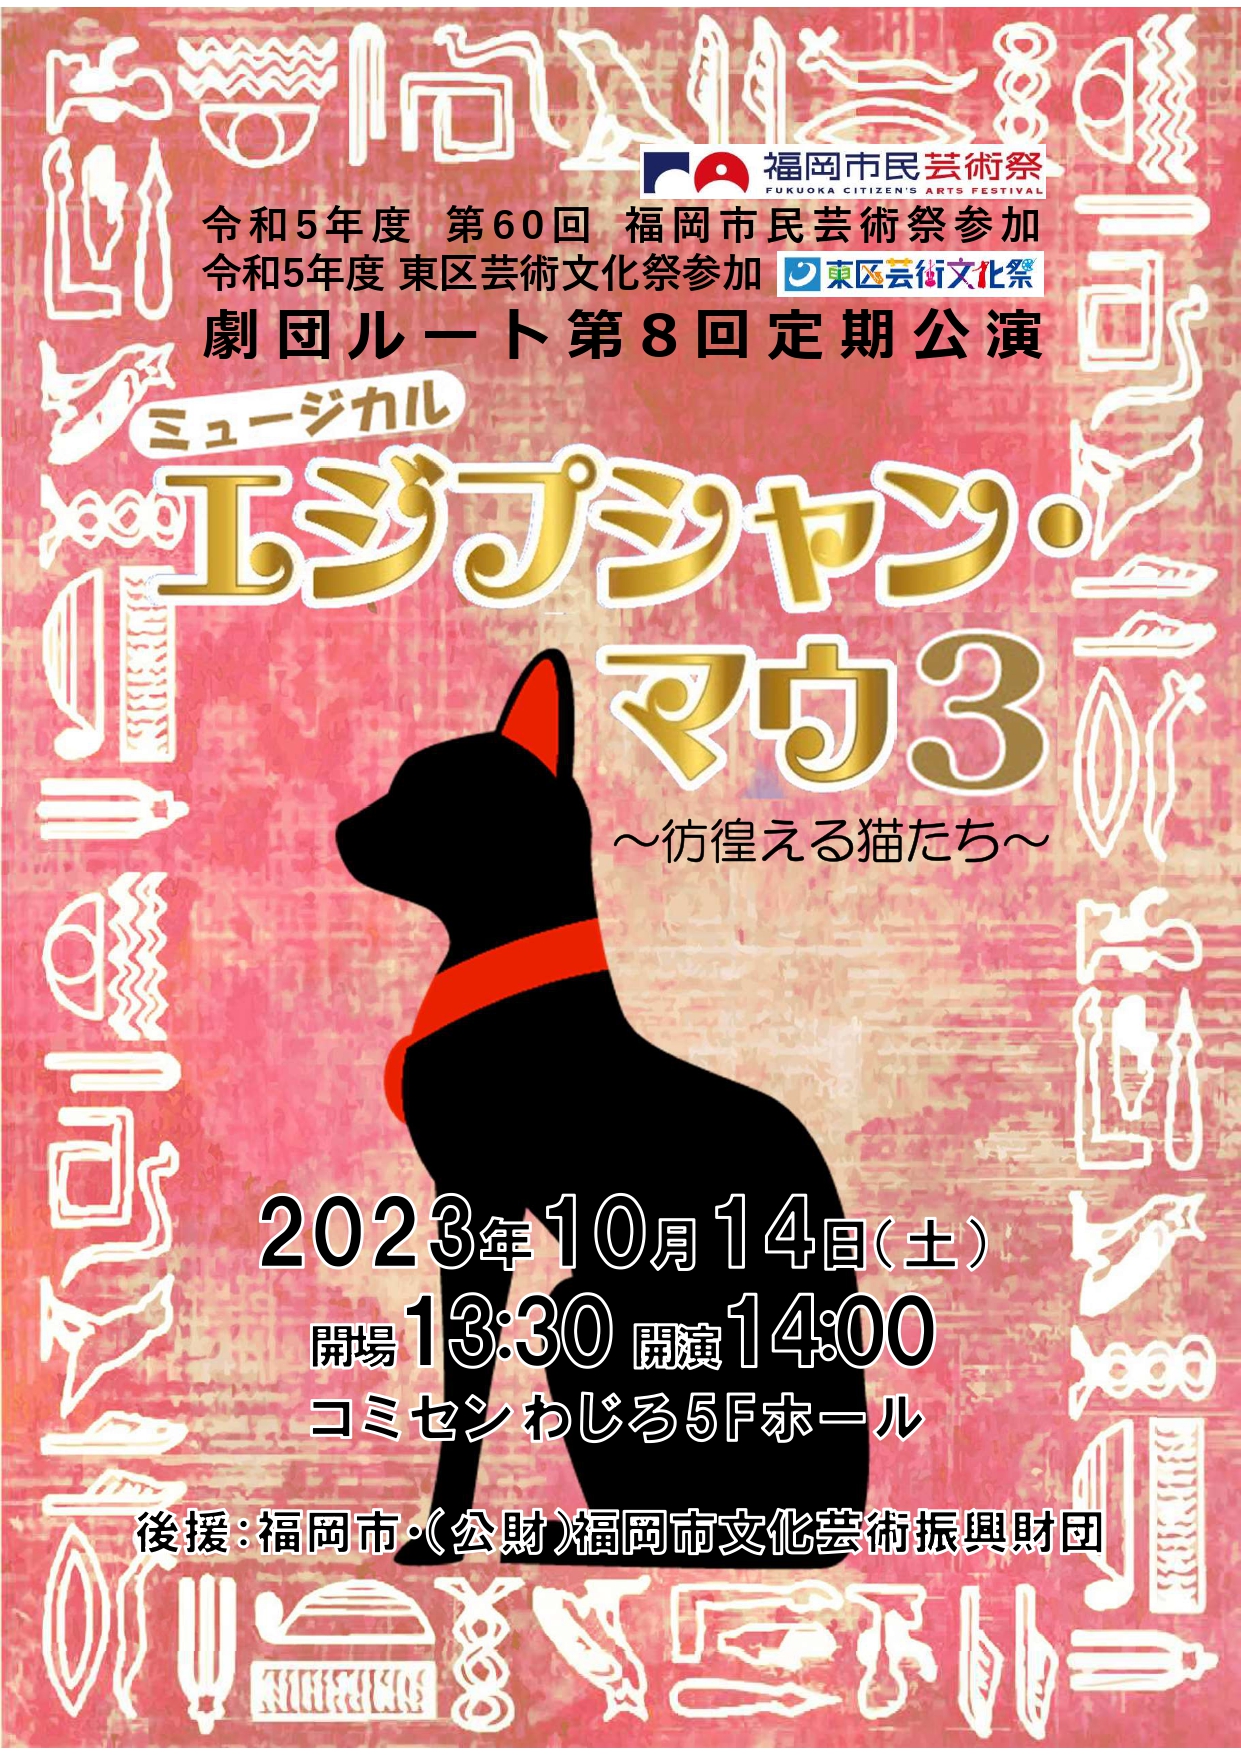 福岡市民芸術祭
FUKUOKA CITIZEN'S ARTS FESTIVAL
令和5年度 第60回 福岡市民芸術祭参加
令和5年度 東区芸術文化祭参加 東区芸術文化祭
劇団ルート第8回定期公演
ミュージカル
エジプシャン・
マウ3
～彷徨える猫たち～
2023年10月14日(土)
開場13:30 開演14:00
コミセンわじろ5Fホール
後援:福岡市・(公財)福岡市文化芸術振興財団